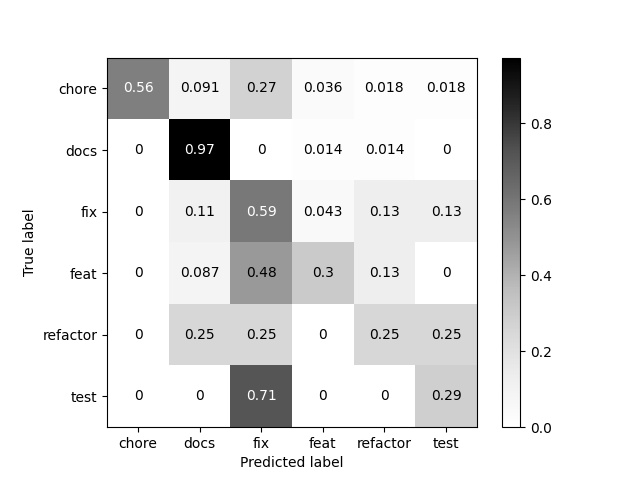 chore 0.56 0.091 0.27 0.036 0.018 0.018
docs 0 0.97 0 0.014 0.014 0
fix 0 0.11 0.59 0.043 0.13 0.13
feat 0 0.087 0.48 0.3 0.13 0
refactor 0 0.25 0.25 0 0.25 0.25
test 0 0 0.71 0 0 0.29
chore docs fix feat refactor test
Predicted label
True label
0.8
0.6
0.4
0.2
0.0